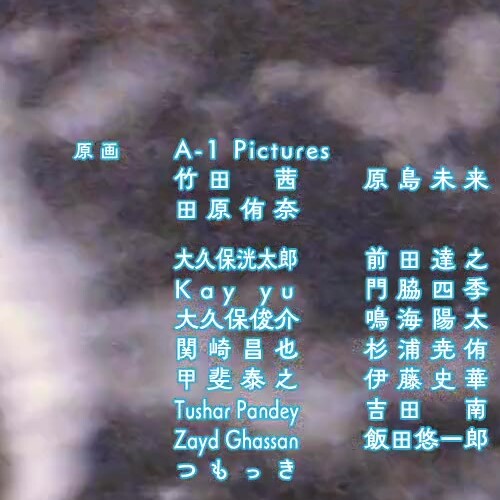 原画 A-1 Pictures
竹田 茜 原島未来
田原侑奈
大久保洸太郎 前田達之
Kay yu 門脇四季
大久保俊介 鳴海陽太
関崎昌也 杉浦尭侑
甲斐泰之 伊藤史華
Tushar Pandey 吉田 南
Zayd Ghassan 飯田悠一郎
つもっき